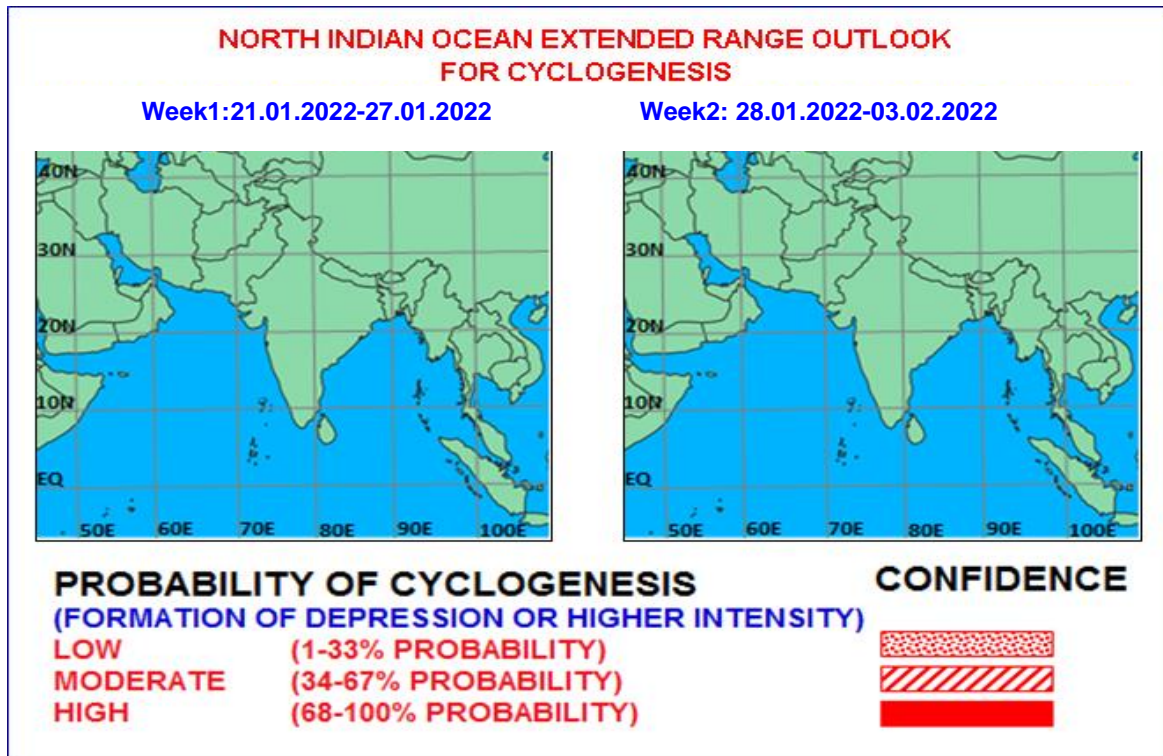 NORTH INDIAN OCEAN EXTENDED RANGE OUTLOOK
FOR CYCLOGENESIS
Week1:21.01.2022-27.01.2022
Week2: 28.01.2022-03.02.2022
40N
30N
20N
10N
EQ
50E 60E 70E 80E 90E 100E
40N
30N
20N
10N
EQ
50E 60E 70E 80E 90E 100E
PROBABILITY OF CYCLOGENESIS
CONFIDENCE
(FORMATION OF DEPRESSION OR HIGHER INTENSITY)
LOW (1-33% PROBABILITY)
MODERATE (34-67% PROBABILITY)
HIGH (68-100% PROBABILITY)